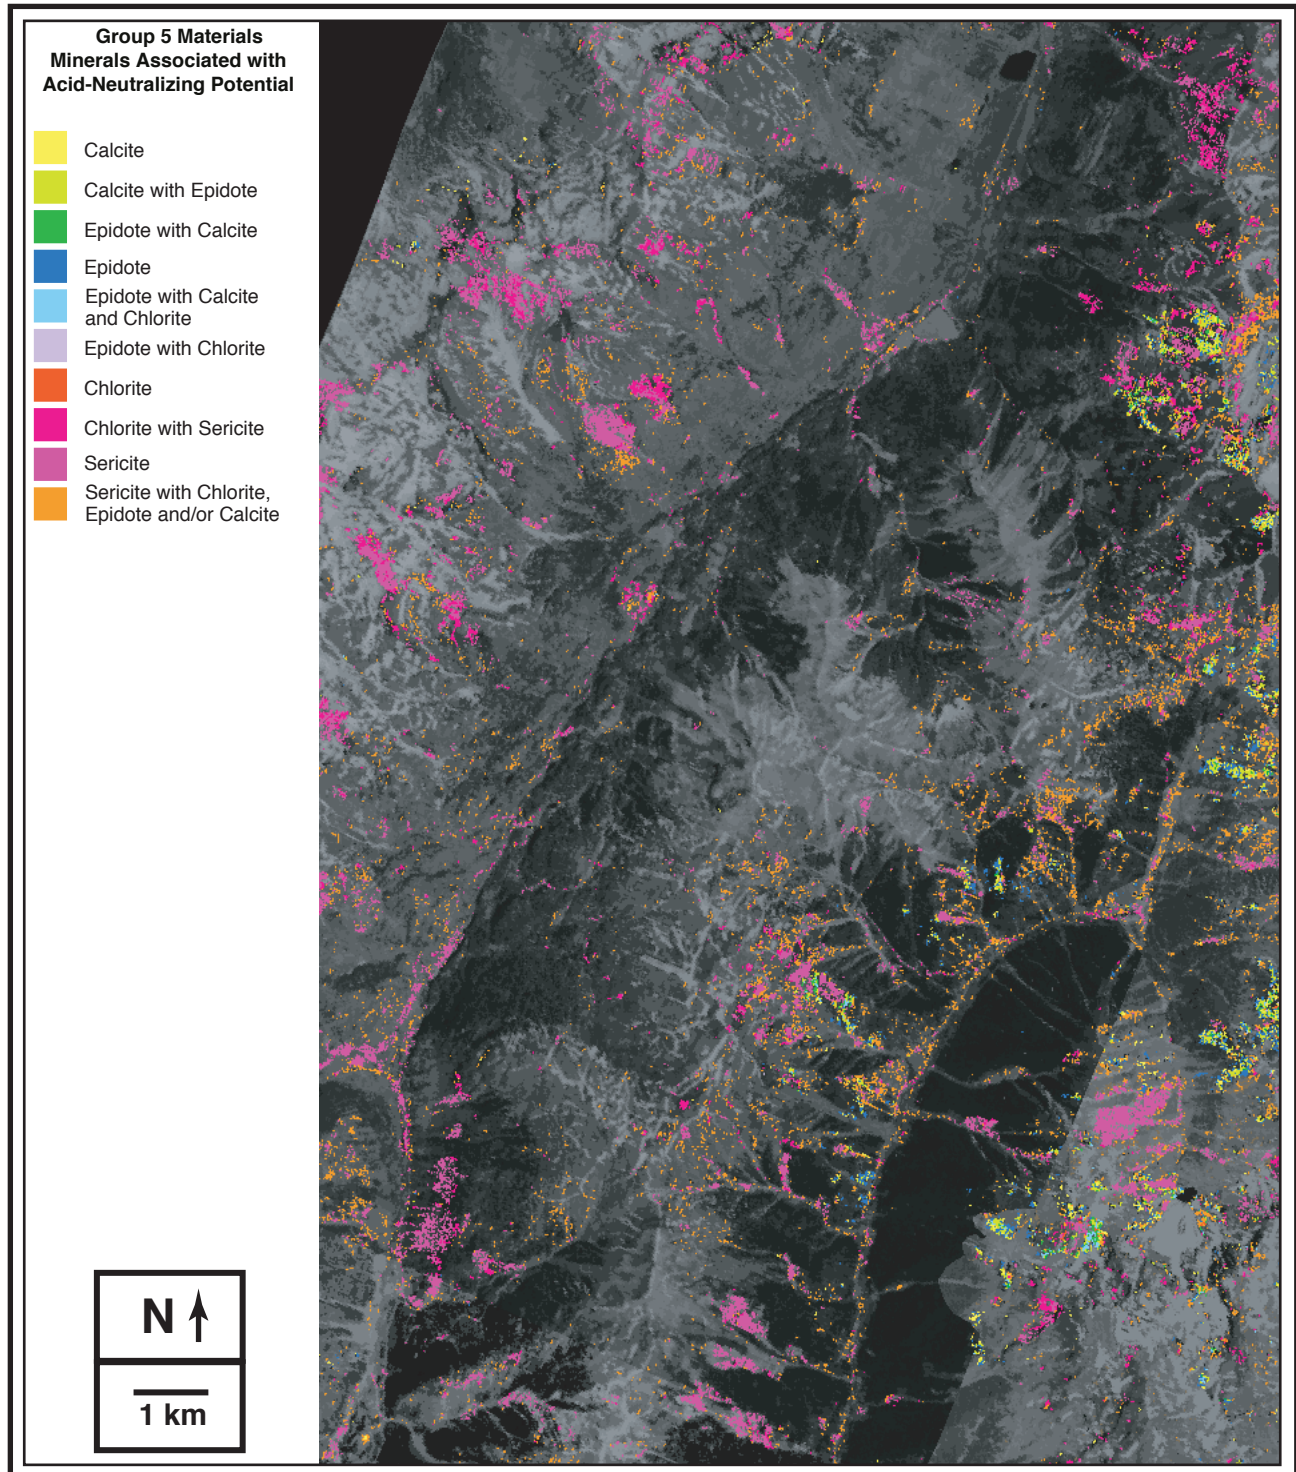 Group 5 Materials
Minerals Associated with
Acid-Neutralizing Potential
Calcite
Calcite with Epidote
Epidote with Calcite
Epidote
Epidote with Calcite
and Chlorite
Epidote with Chlorite
Chlorite
Chlorite with Sericite
Sericite
Sericite with Chlorite,
Epidote and/or Calcite
N
1 km